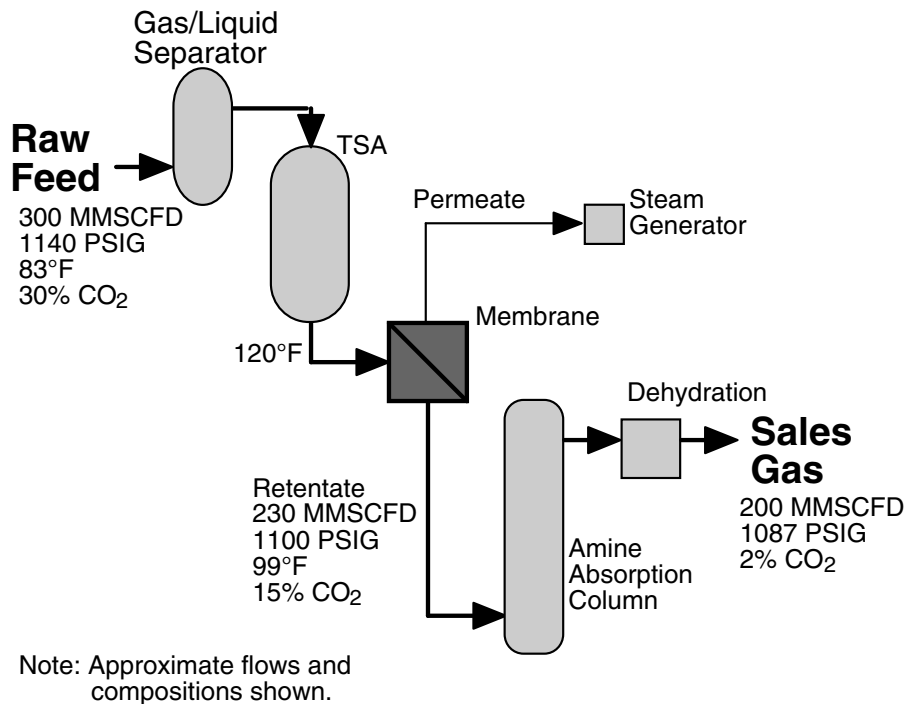 Gas/Liquid
Separator
Raw
Feed
300 MMSCFD
1140 PSIG
83°F
30% CO2
TSA
Permeate
Steam
Generator
120°F
Membrane
Retentate
230 MMSCFD
1100 PSIG
99°F
15% CO2
Amine
Absorption
Column
Dehydration
Sales
Gas
200 MMSCFD
1087 PSIG
2% CO2
Note: Approximate flows and
compositions shown.